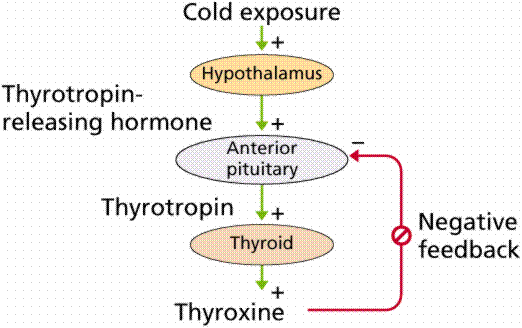 Cold exposure
+
Hypothalamus
Thyrotropin-
releasing hormone
+
Anterior
pituitary
−
Thyrotropin
+
Thyroid
Negative
feedback
+
Thyroxine